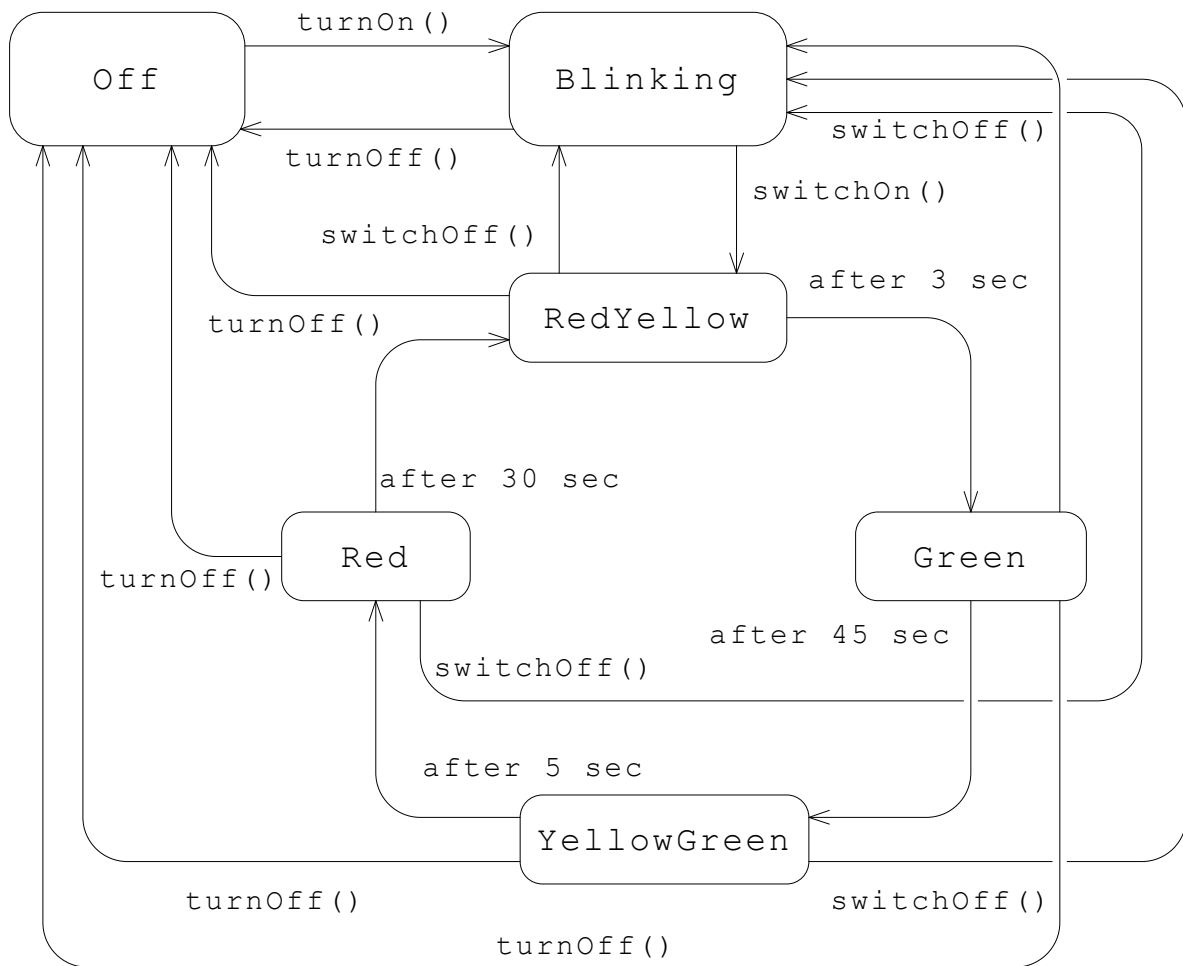 turnOn()
Off
Blinking
switchOff()
turnOff()
switchOn()
switchOff()
after 3 sec
RedYellow
turnOff()
after 30 sec
Red
Green
turnOff()
after 45 sec
switchOff()
after 5 sec
YellowGreen
turnOff()
switchOff()
turnOff()